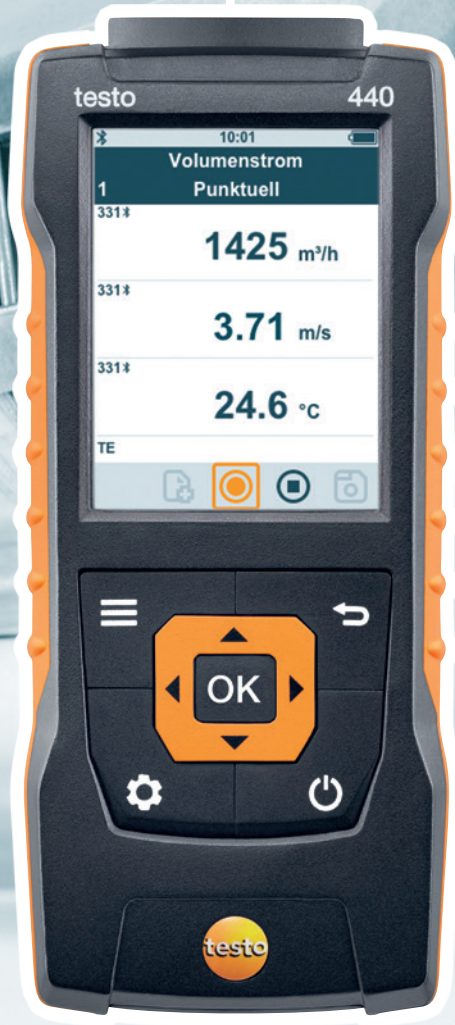 testo 440
10:01
Volumenstrom
1 Punktuell
331
1425 m³/h
331
3.71 m/s
331
24.6 °C
TE
OK
testo